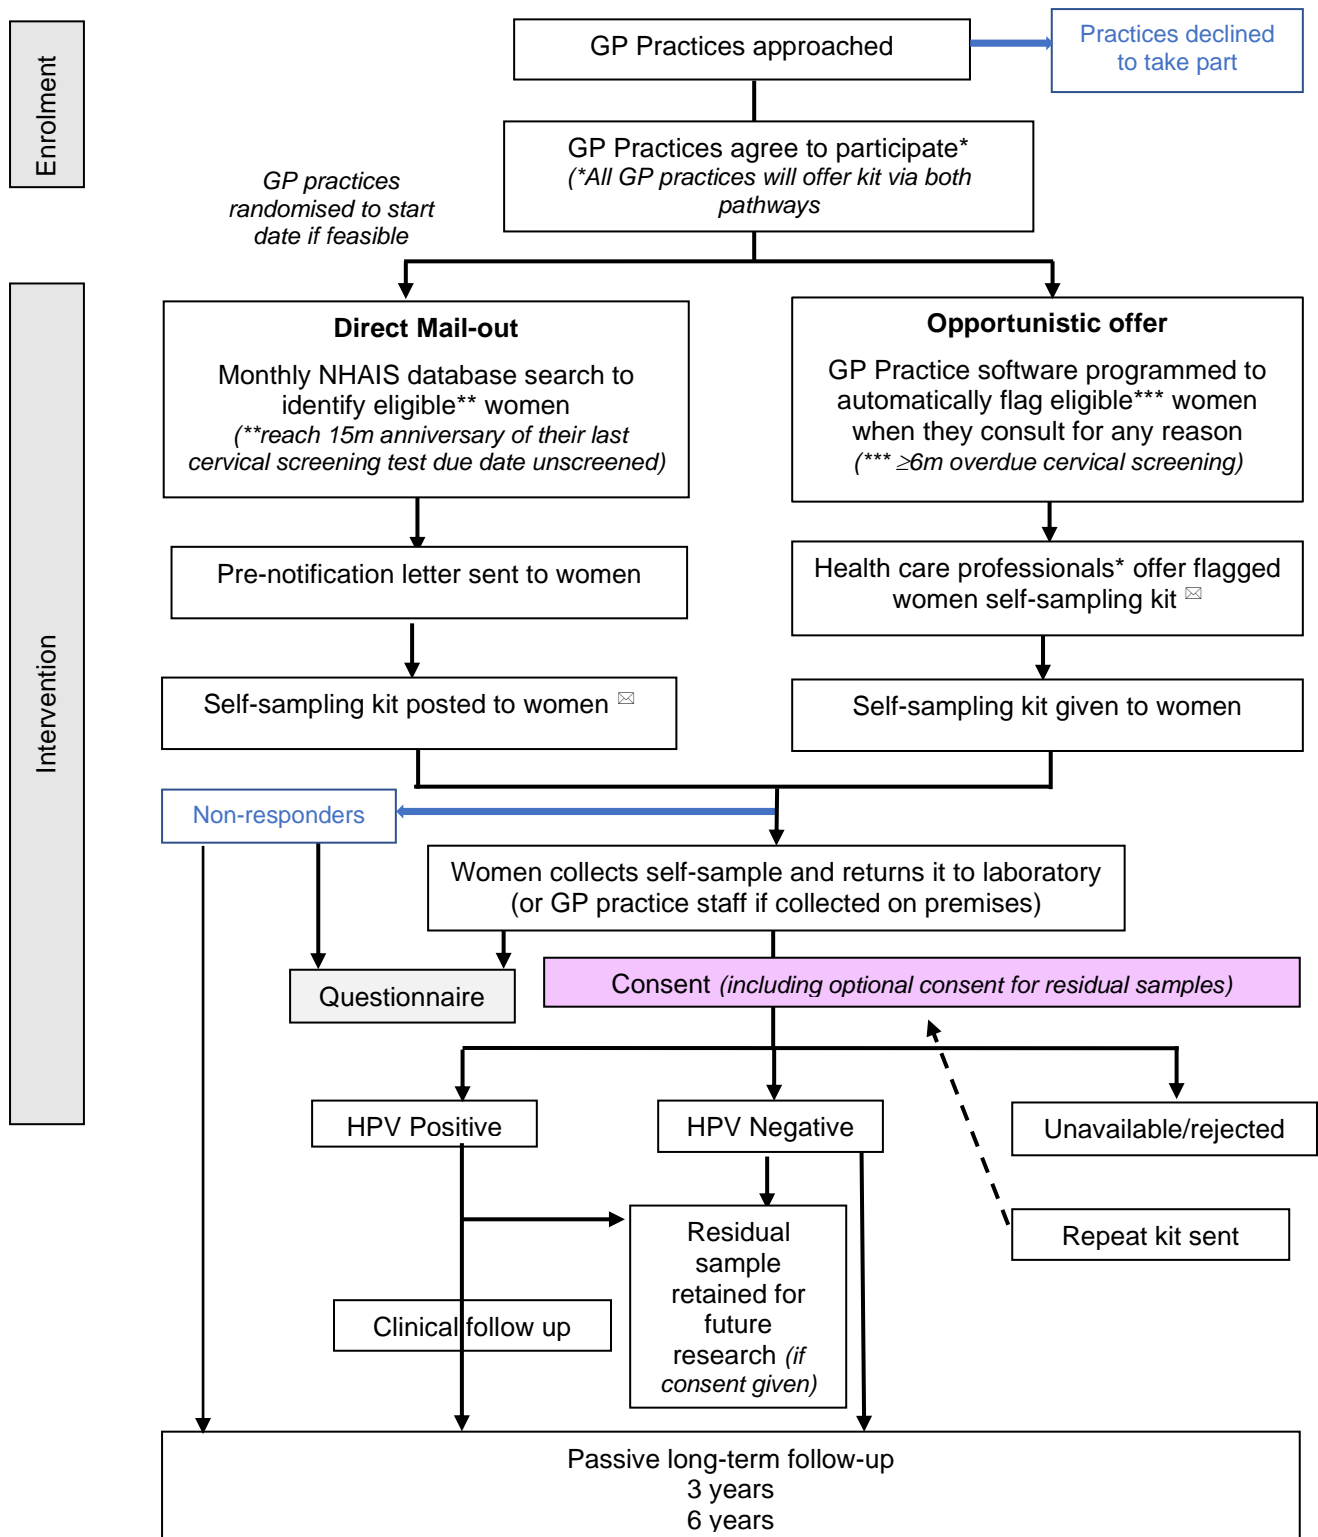 Enrolment
GP Practices approached
Practices declined
to take part
GP Practices agree to participate*
(*All GP practices will offer kit via both
pathways
GP practices
randomised to start
date if feasible
Intervention
Direct Mail-out
Monthly NHAIS database search to
identify eligible** women
(**reach 15m anniversary of their last
cervical screening test due date unscreened)
Opportunistic offer
GP Practice software programmed to
automatically flag eligible*** women
when they consult for any reason
(*** ≥6m overdue cervical screening)
Pre-notification letter sent to women
Health care professionals* offer flagged
women self-sampling kit ✉
Self-sampling kit posted to women ✉
Self-sampling kit given to women
Non-responders
Women collects self-sample and returns it to laboratory
(or GP practice staff if collected on premises)
Questionnaire
Consent (including optional consent for residual samples)
HPV Positive
HPV Negative
Unavailable/rejected
Repeat kit sent
Residual
sample
retained for
future
research (if
consent given)
Clinical follow up
Passive long-term follow-up
3 years
6 years